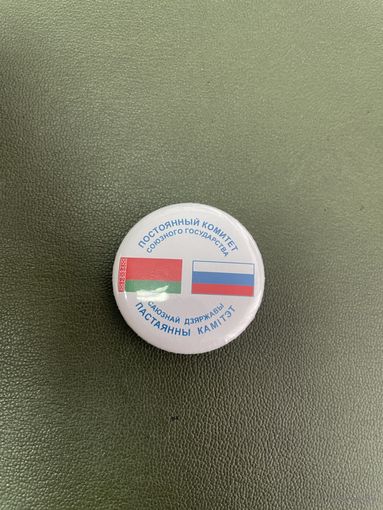 ПОСТОЯННЫЙ КОМИТЕТ
СОЮЗНОГО ГОСУДАРСТВА
САЮЗНАЙ ДЗЯРЖАВЫ
ПАСТАЯННЫ КАМІТЭТ